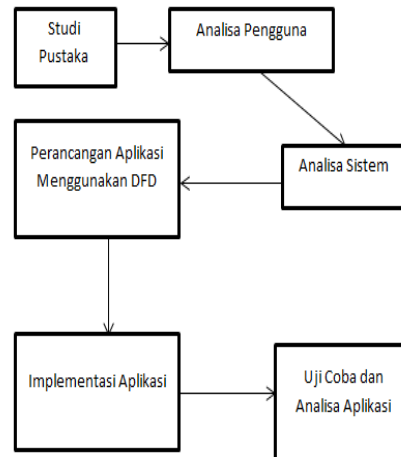 Studi
Pustaka
Analisa Pengguna
Analisa Sistem
Perancangan Aplikasi
Menggunakan DFD
Implementasi Aplikasi
Uji Coba dan
Analisa Aplikasi